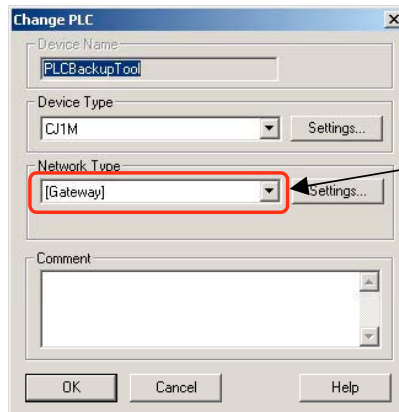 Change PLC
Device Name
PLCBackupTool
Device Type
CJ1M
Settings...
Network Type
[Gateway]
Settings...
Comment
OK
Cancel
Help